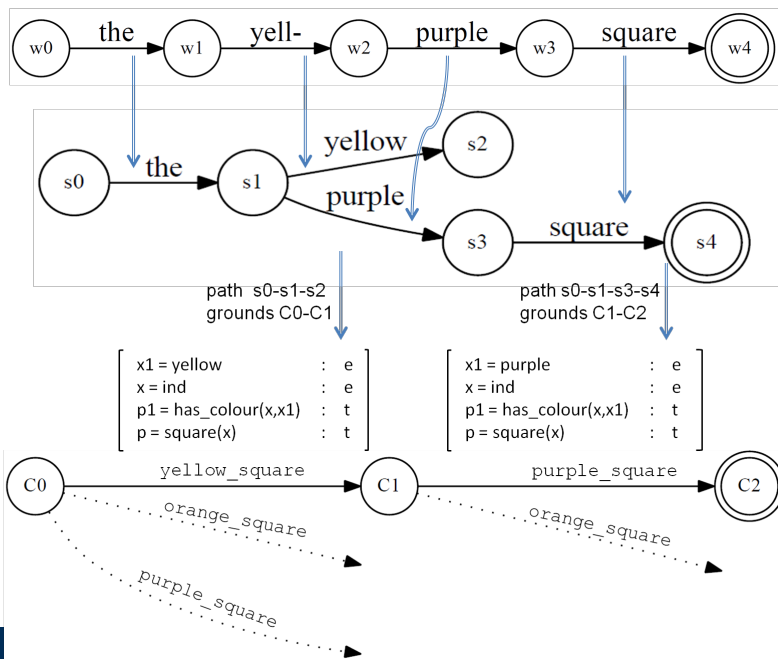 the yell- purple square
w0 w1 w2 w3 w4
yellow
s2
the
purple
s0 s1
square
s3 s4
path s0-s1-s2
grounds C0-C1
path s0-s1-s3-s4
grounds C1-C2
x1 = yellow : e
x = ind : e
p1 = has_colour(x,x1) : t
p = square(x) : t
x1 = purple : e
x = ind : e
p1 = has_colour(x,x1) : t
p = square(x) : t
yellow_square purple_square
C0 C1 C2
orange_square orange_square
purple_square